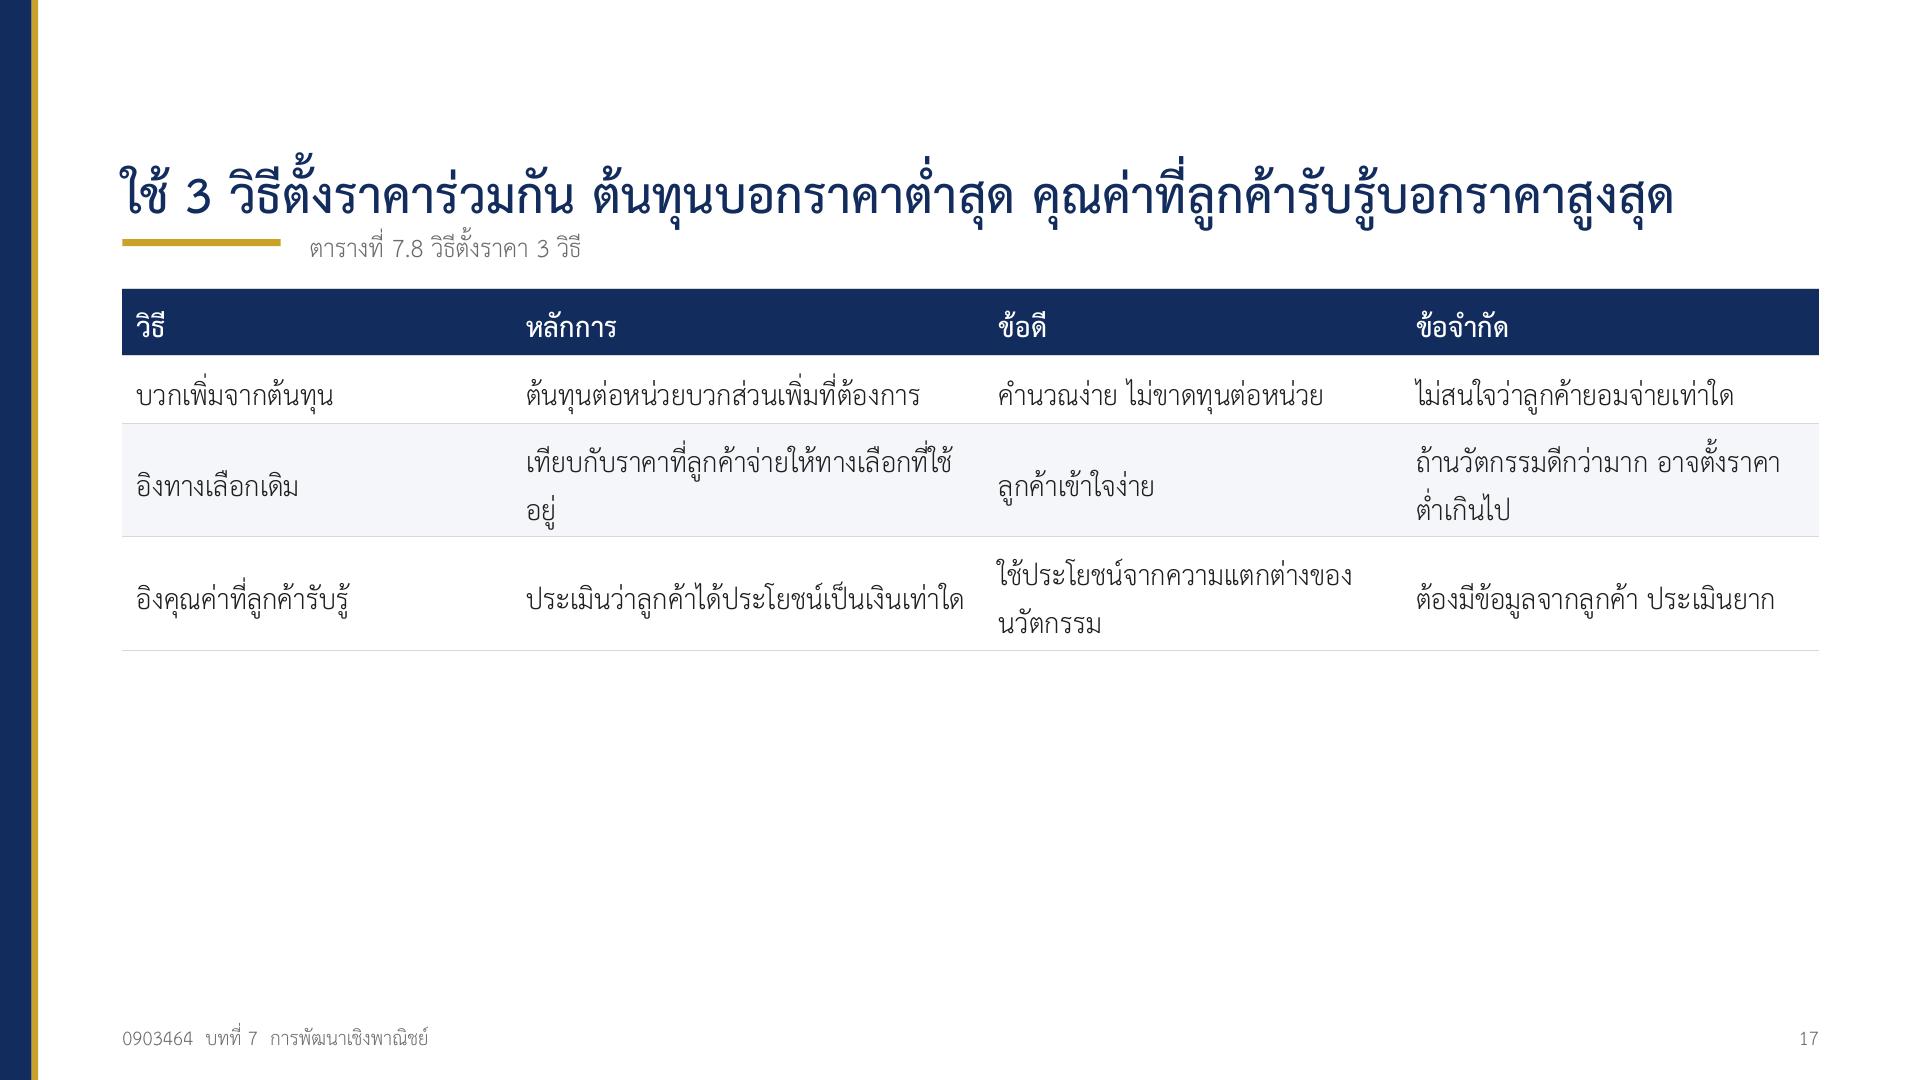 ใช้ 3 วิธีตั้งราคาร่วมกัน ต้นทุนบอกราคาต่ำสุด คุณค่าที่ลูกค้ารับรู้บอกราคาสูงสุด
ตารางที่ 7.8 วิธีตั้งราคา 3 วิธี
วิธี หลักการ ข้อดี ข้อจำกัด
บวกเพิ่มจากต้นทุน ต้นทุนต่อหน่วยบวกส่วนเพิ่มที่ต้องการ คำนวณง่าย ไม่ขาดทุนต่อหน่วย ไม่สนใจว่าลูกค้ายอมจ่ายเท่าใด
อิงทางเลือกเดิม
เทียบกับราคาที่ลูกค้าจ่ายให้ทางเลือกที่ใช้
อยู่
ลูกค้าเข้าใจง่าย
ถ้านวัตกรรมดีกว่ามาก อาจตั้งราคา
ต่ำเกินไป
อิงคุณค่าที่ลูกค้ารับรู้
ประเมินว่าลูกค้าได้ประโยชน์เป็นเงินเท่าใด
ใช้ประโยชน์จากความแตกต่างของ
นวัตกรรม
ต้องมีข้อมูลจากลูกค้า ประเมินยาก
0903464 บทที่ 7 การพัฒนาเชิงพาณิชย์
17